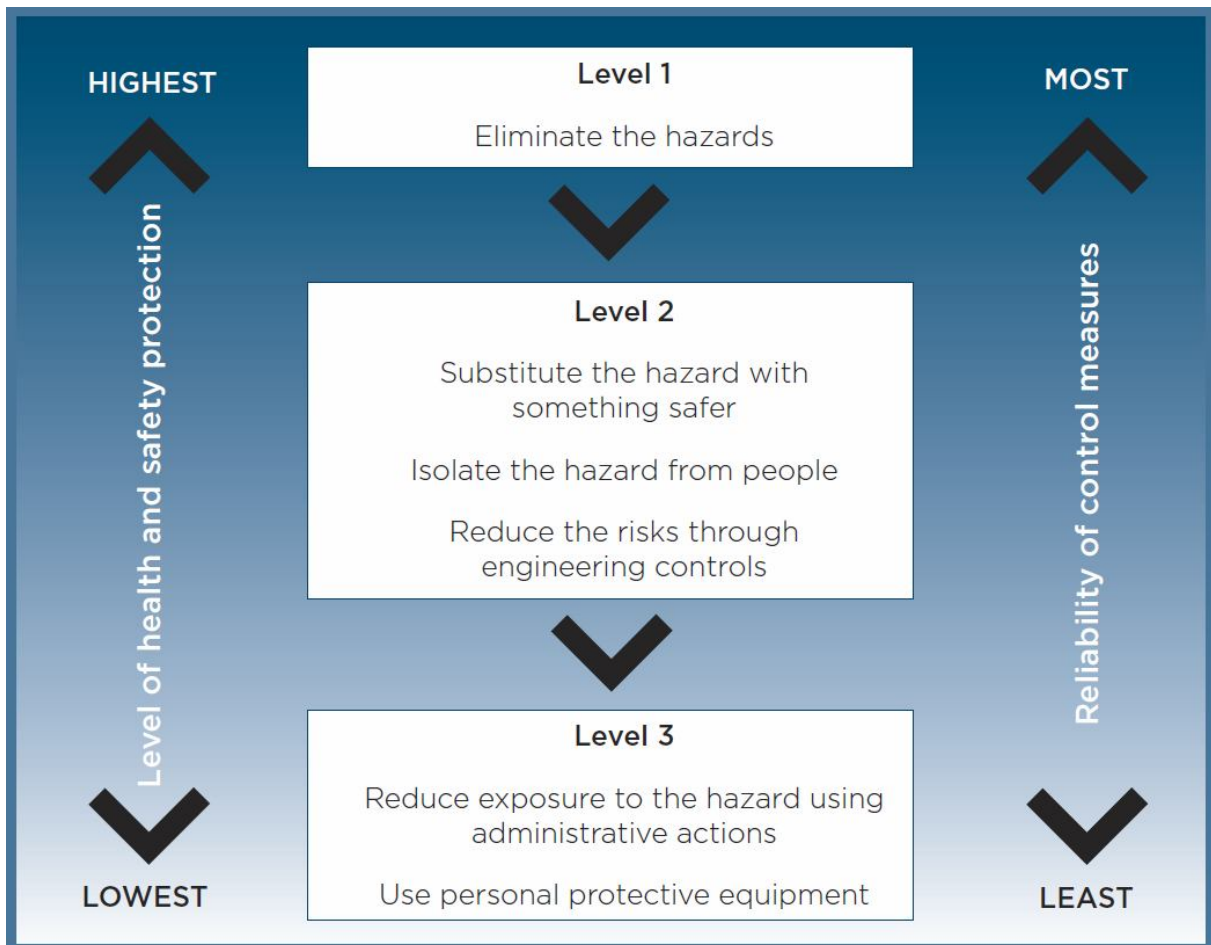 HIGHEST
Level of health and safety protection
LOWEST
Level 1
Eliminate the hazards
Level 2
Substitute the hazard with
something safer
Isolate the hazard from people
Reduce the risks through
engineering controls
Level 3
Reduce exposure to the hazard using
administrative actions
Use personal protective equipment
MOST
Reliability of control measures
LEAST